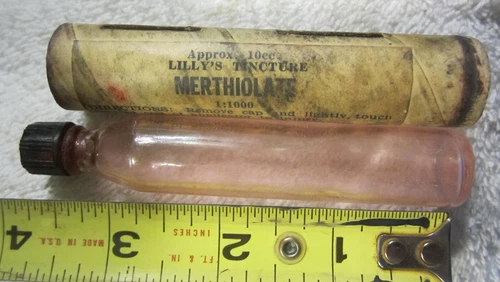 Approx. 10cc
LILLY'S TINCTURE
MERTHIOLATE
1:1000
DIRECTIONS: Remove cap and lightly touch
4 3 2 1
MADE IN U.S.A.
INCHES
FT. & IN.